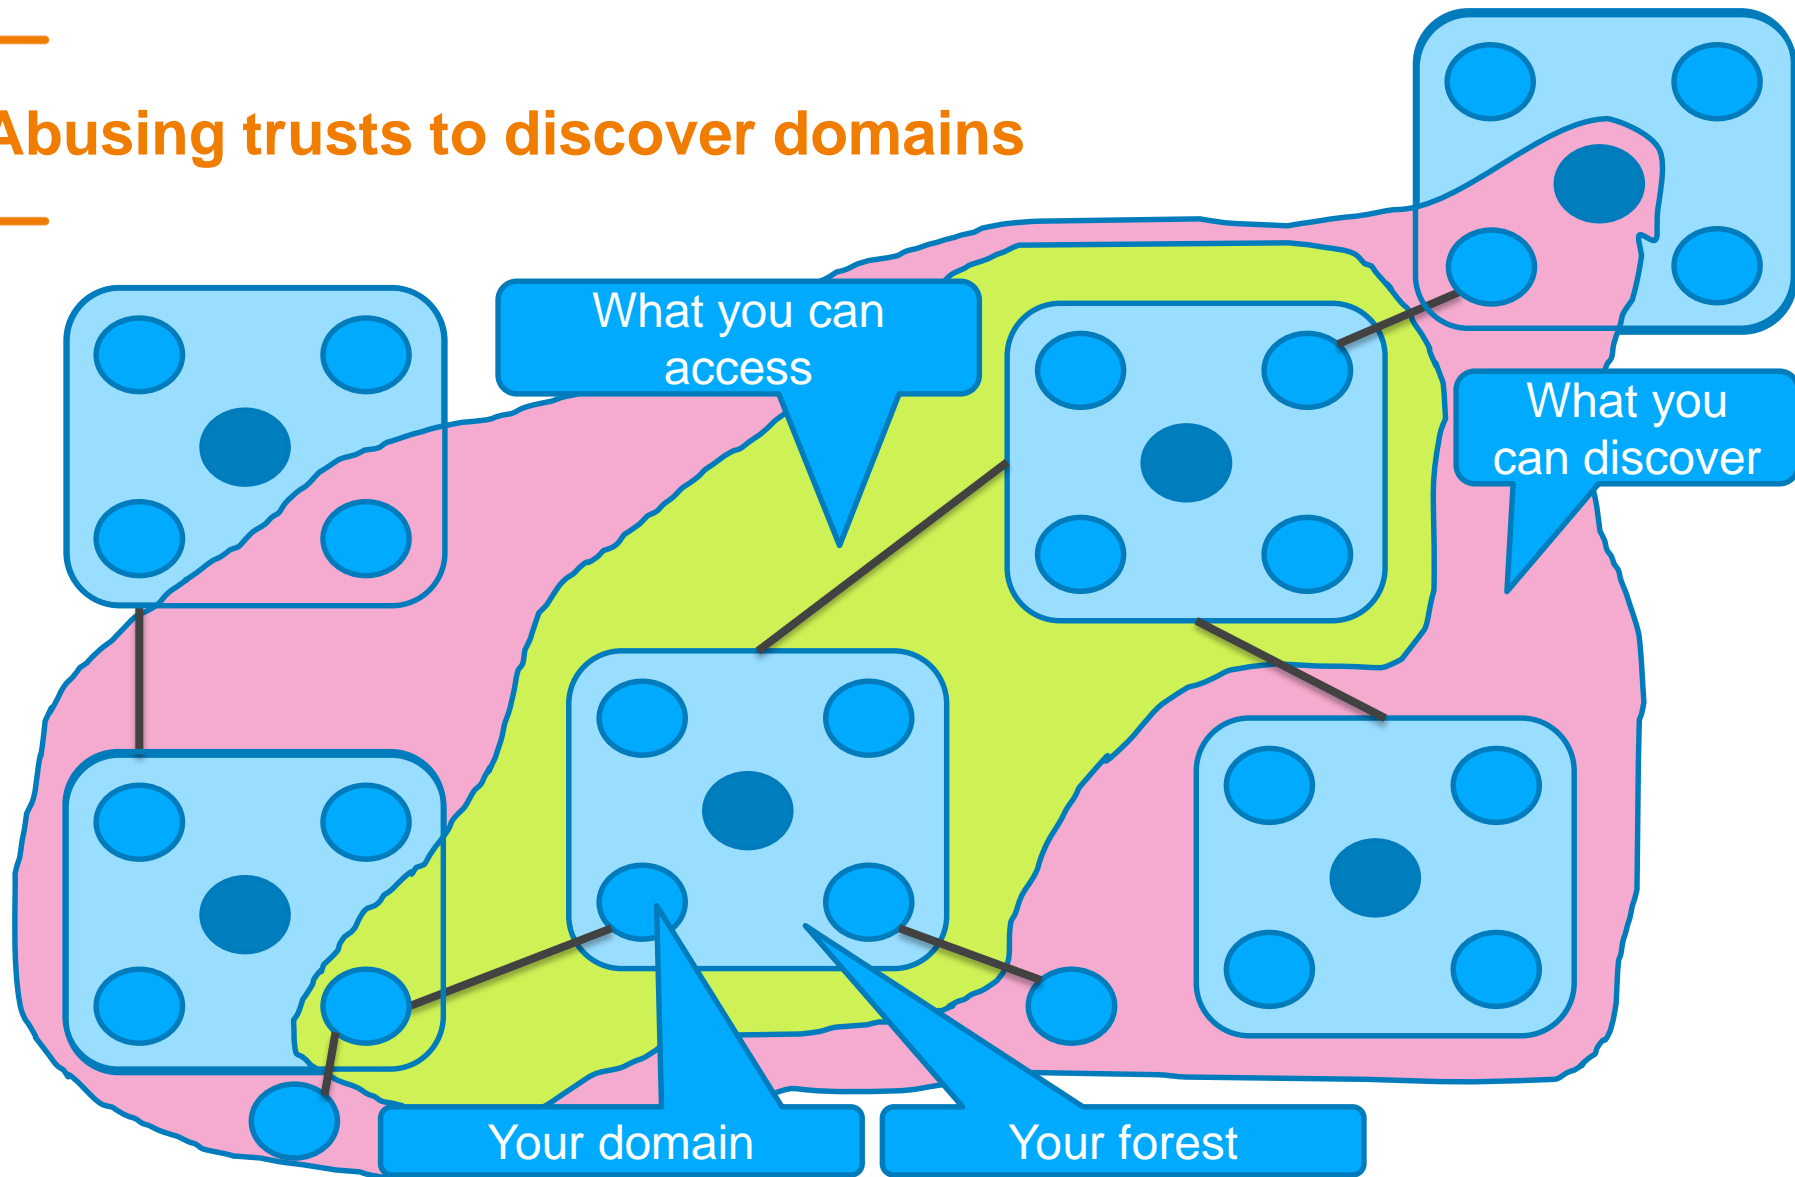 Abusing trusts to discover domains
What you can
access
What you
can discover
Your domain
Your forest